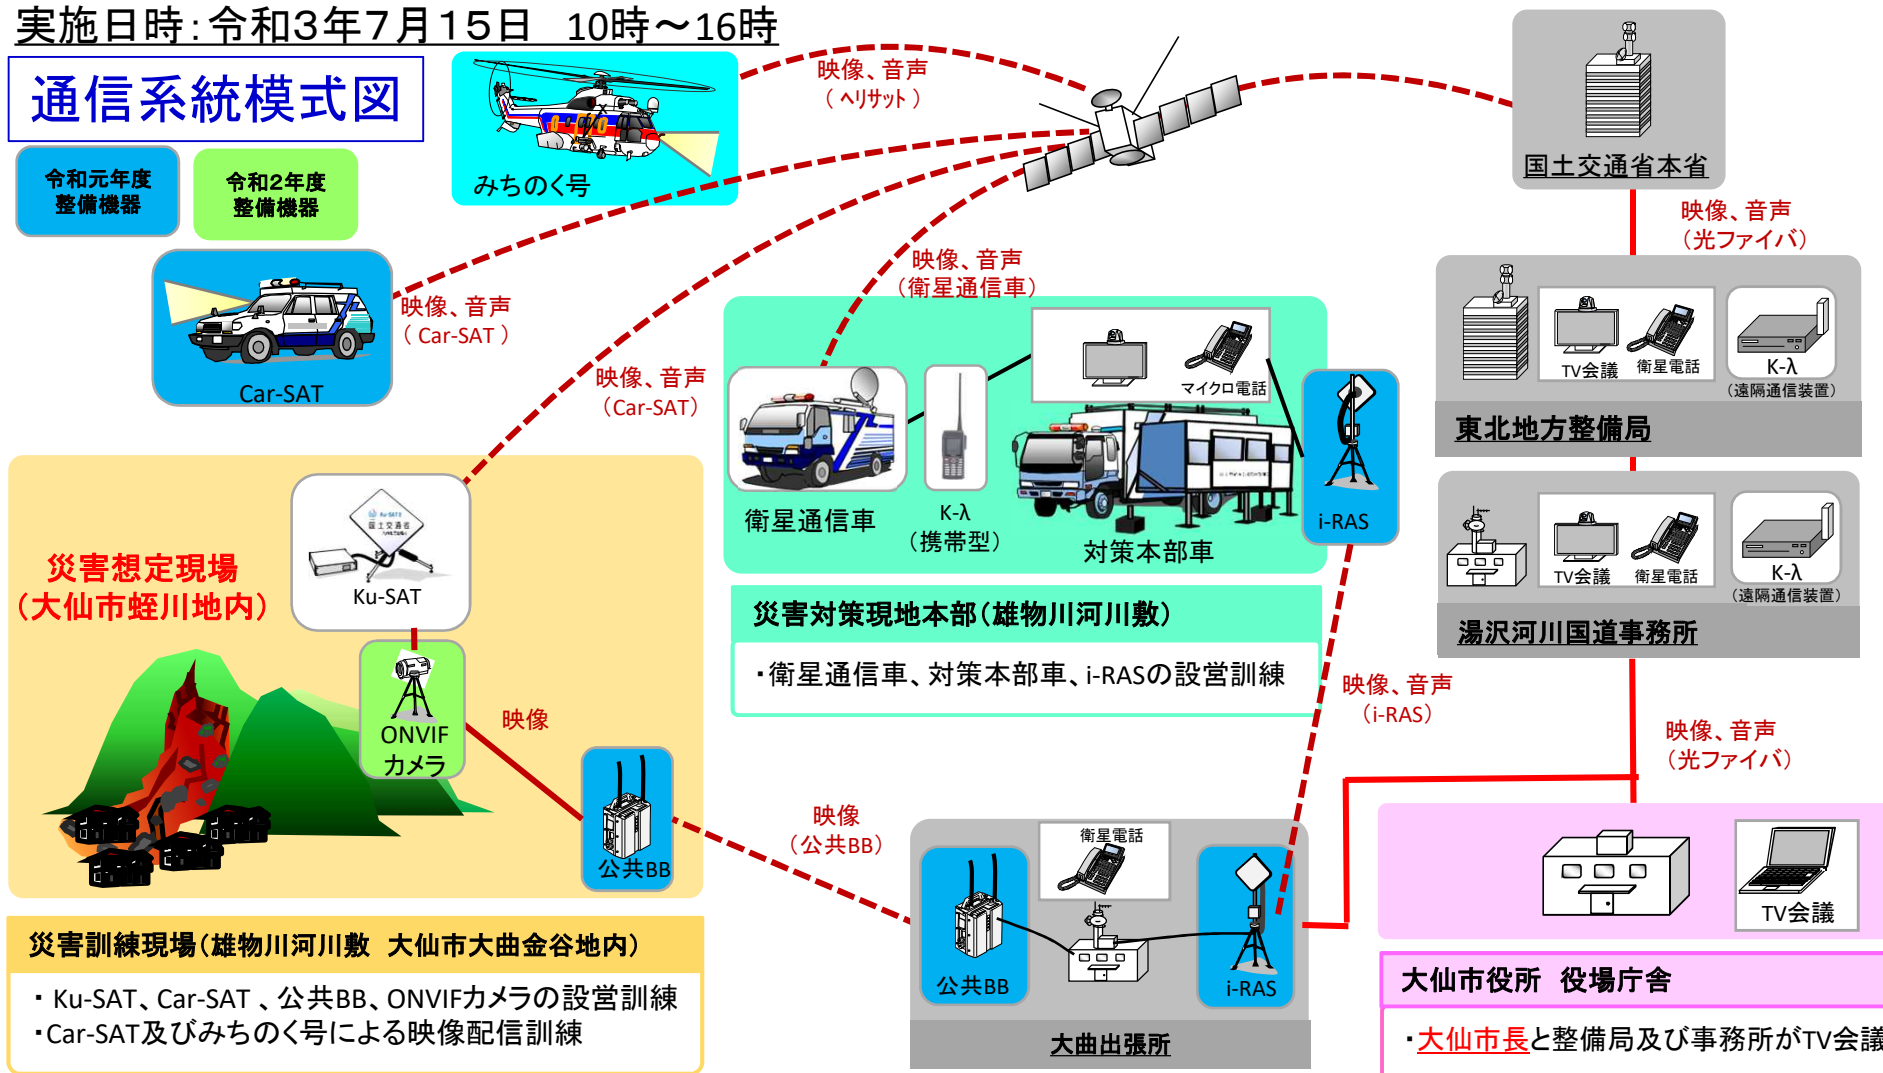 実施日時：令和３年７月１５日　10時～16時
通信系統模式図
令和元年度
整備機器
令和2年度
整備機器
みちのく号
映像、音声
（ヘリサット）
国土交通省本省
映像、音声
（光ファイバ）
Car-SAT
映像、音声
（ Car-SAT ）
映像、音声
（衛星通信車）
映像、音声
（Car-SAT）
マイクロ電話
衛星通信車
K-λ
（携帯型）
対策本部車
i-RAS
TV会議
衛星電話
K-λ
（遠隔通信装置）
東北地方整備局
TV会議
衛星電話
K-λ
（遠隔通信装置）
湯沢河川国道事務所
災害想定現場
（大仙市蛭川地内）
Ku-SATⅡ
国土交通省
Ku-SAT
ONVIF
カメラ
映像
公共BB
災害対策現地本部（雄物川河川敷）
・衛星通信車、対策本部車、i-RASの設営訓練
映像、音声
（i-RAS）
映像、音声
（光ファイバ）
映像
（公共BB）
衛星電話
公共BB
i-RAS
大曲出張所
TV会議
災害訓練現場（雄物川河川敷　大仙市大曲金谷地内）
・ Ku-SAT、Car-SAT 、公共BB、ONVIFカメラの設営訓練
・Car-SAT及びみちのく号による映像配信訓練
大仙市役所　役場庁舎
・大仙市長と整備局及び事務所がTV会議